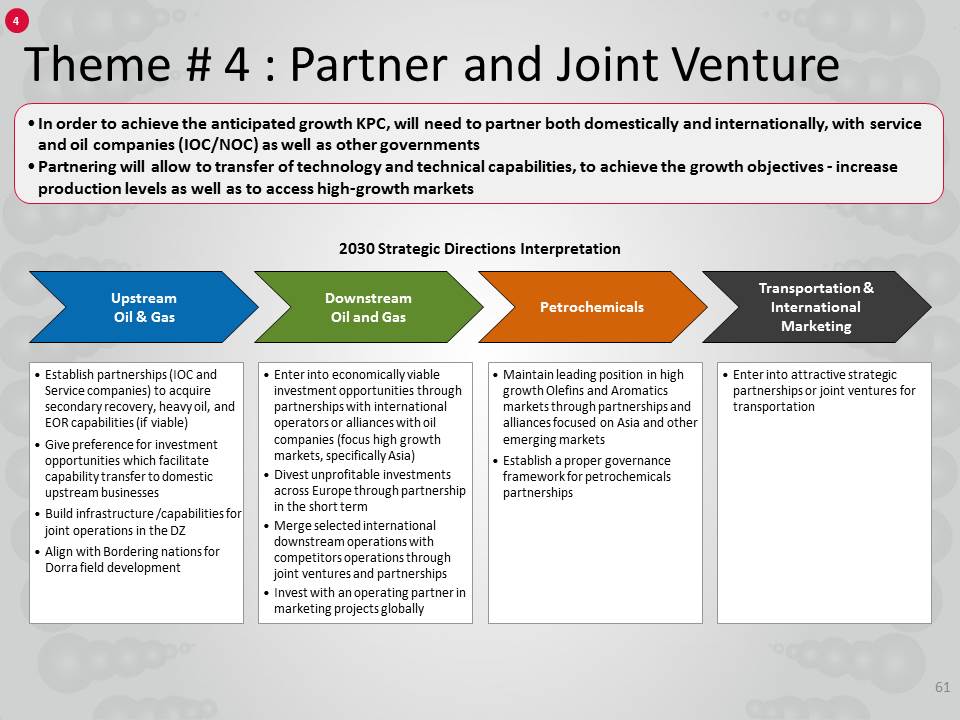 4
Theme # 4 : Partner and Joint Venture
• In order to achieve the anticipated growth KPC, will need to partner both domestically and internationally, with service
and oil companies (IOC/NOC) as well as other governments
• Partnering will allow to transfer of technology and technical capabilities, to achieve the growth objectives - increase
production levels as well as to access high-growth markets
2030 Strategic Directions Interpretation
Upstream
Oil & Gas
Downstream
Oil and Gas
Petrochemicals
Transportation &
International
Marketing
• Establish partnerships (IOC and
Service companies) to acquire
secondary recovery, heavy oil, and
EOR capabilities (if viable)
• Give preference for investment
opportunities which facilitate
capability transfer to domestic
upstream businesses
• Build infrastructure /capabilities for
joint operations in the DZ
• Align with Bordering nations for
Dorra field development
• Enter into economically viable
investment opportunities through
partnerships with international
operators or alliances with oil
companies (focus high growth
markets, specifically Asia)
• Divest unprofitable investments
across Europe through partnership
in the short term
• Merge selected international
downstream operations with
competitors operations through
joint ventures and partnerships
• Invest with an operating partner in
marketing projects globally
• Maintain leading position in high
growth Olefins and Aromatics
markets through partnerships and
alliances focused on Asia and other
emerging markets
• Establish a proper governance
framework for petrochemicals
partnerships
• Enter into attractive strategic
partnerships or joint ventures for
transportation
61